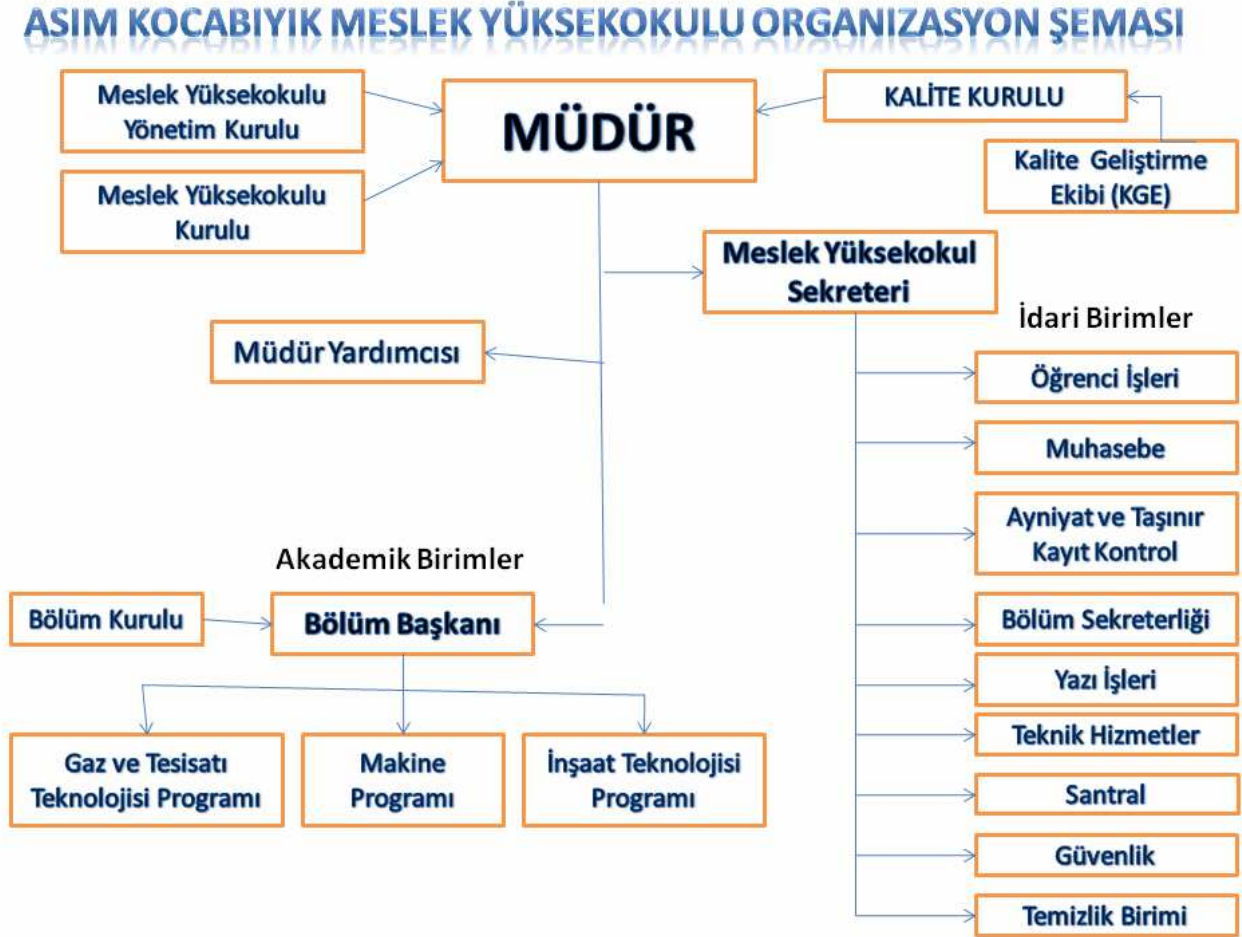 ASIM KOCABIYIK MESLEK YÜKSEKOKULU ORGANIZASYON ŞEMASI
Meslek Yüksekokulu
Yönetim Kurulu
MÜDÜR
KALİTE KURULU
Kalite Geliştirme
Ekibi (KGE)
Meslek Yüksekokulu
Kurulu
Meslek Yüksekokul
Sekreteri
İdari Birimler
Müdür Yardımcısı
Öğrenci İşleri
Muhasebe
Ayniyat ve Taşınır
Kayıt Kontrol
Akademik Birimler
Bölüm Kurulu
Bölüm Başkanı
Bölüm Sekreterliği
Yazı İşleri
Teknik Hizmetler
Gaz ve Tesisatı
Teknolojisi Programı
Makine
Programı
İnşaat Teknolojisi
Programı
Santral
Güvenlik
Temizlik Birimi